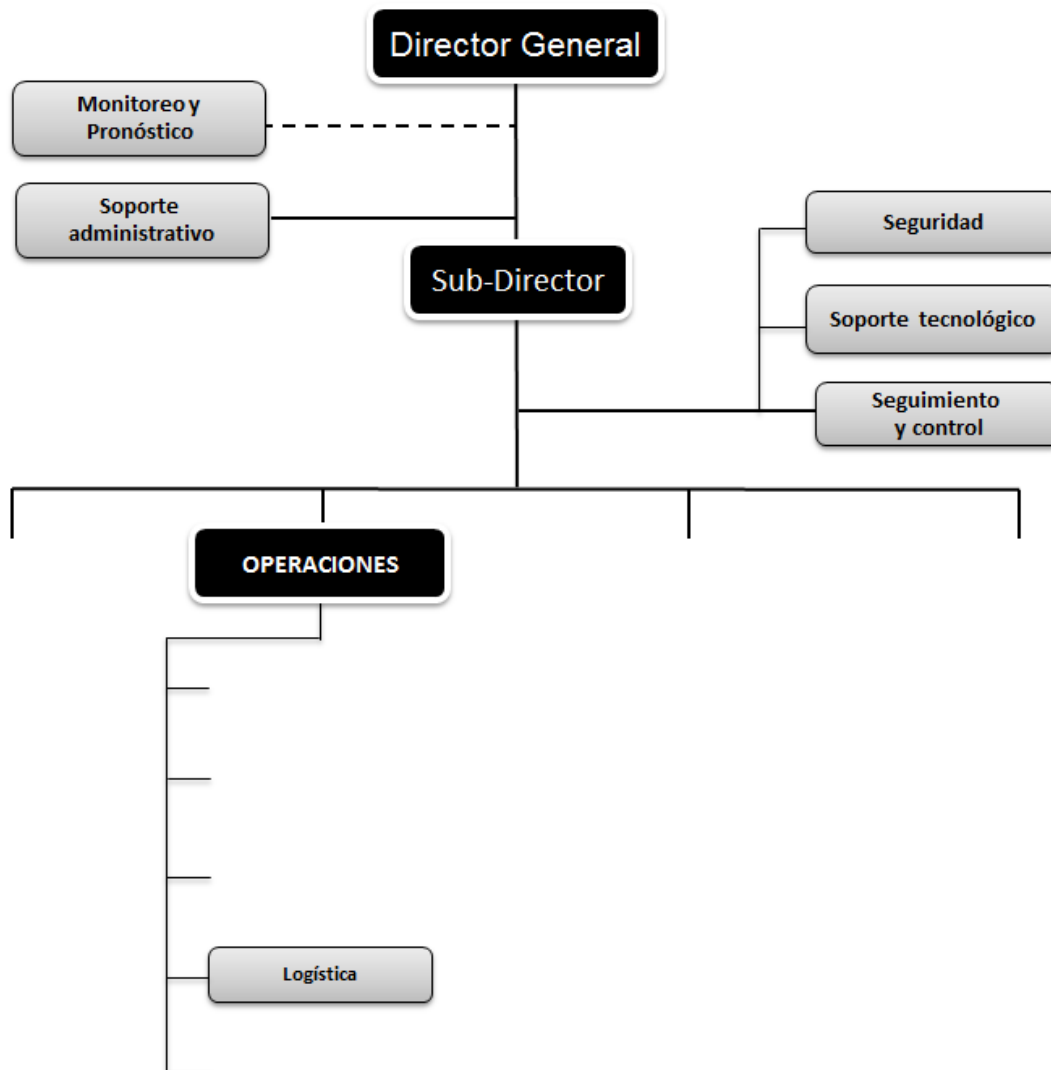 Director General
Monitoreo y
Pronóstico
Soporte
administrativo
Seguridad
Sub-Director
Soporte tecnológico
Seguimiento
y control
OPERACIONES
Logística